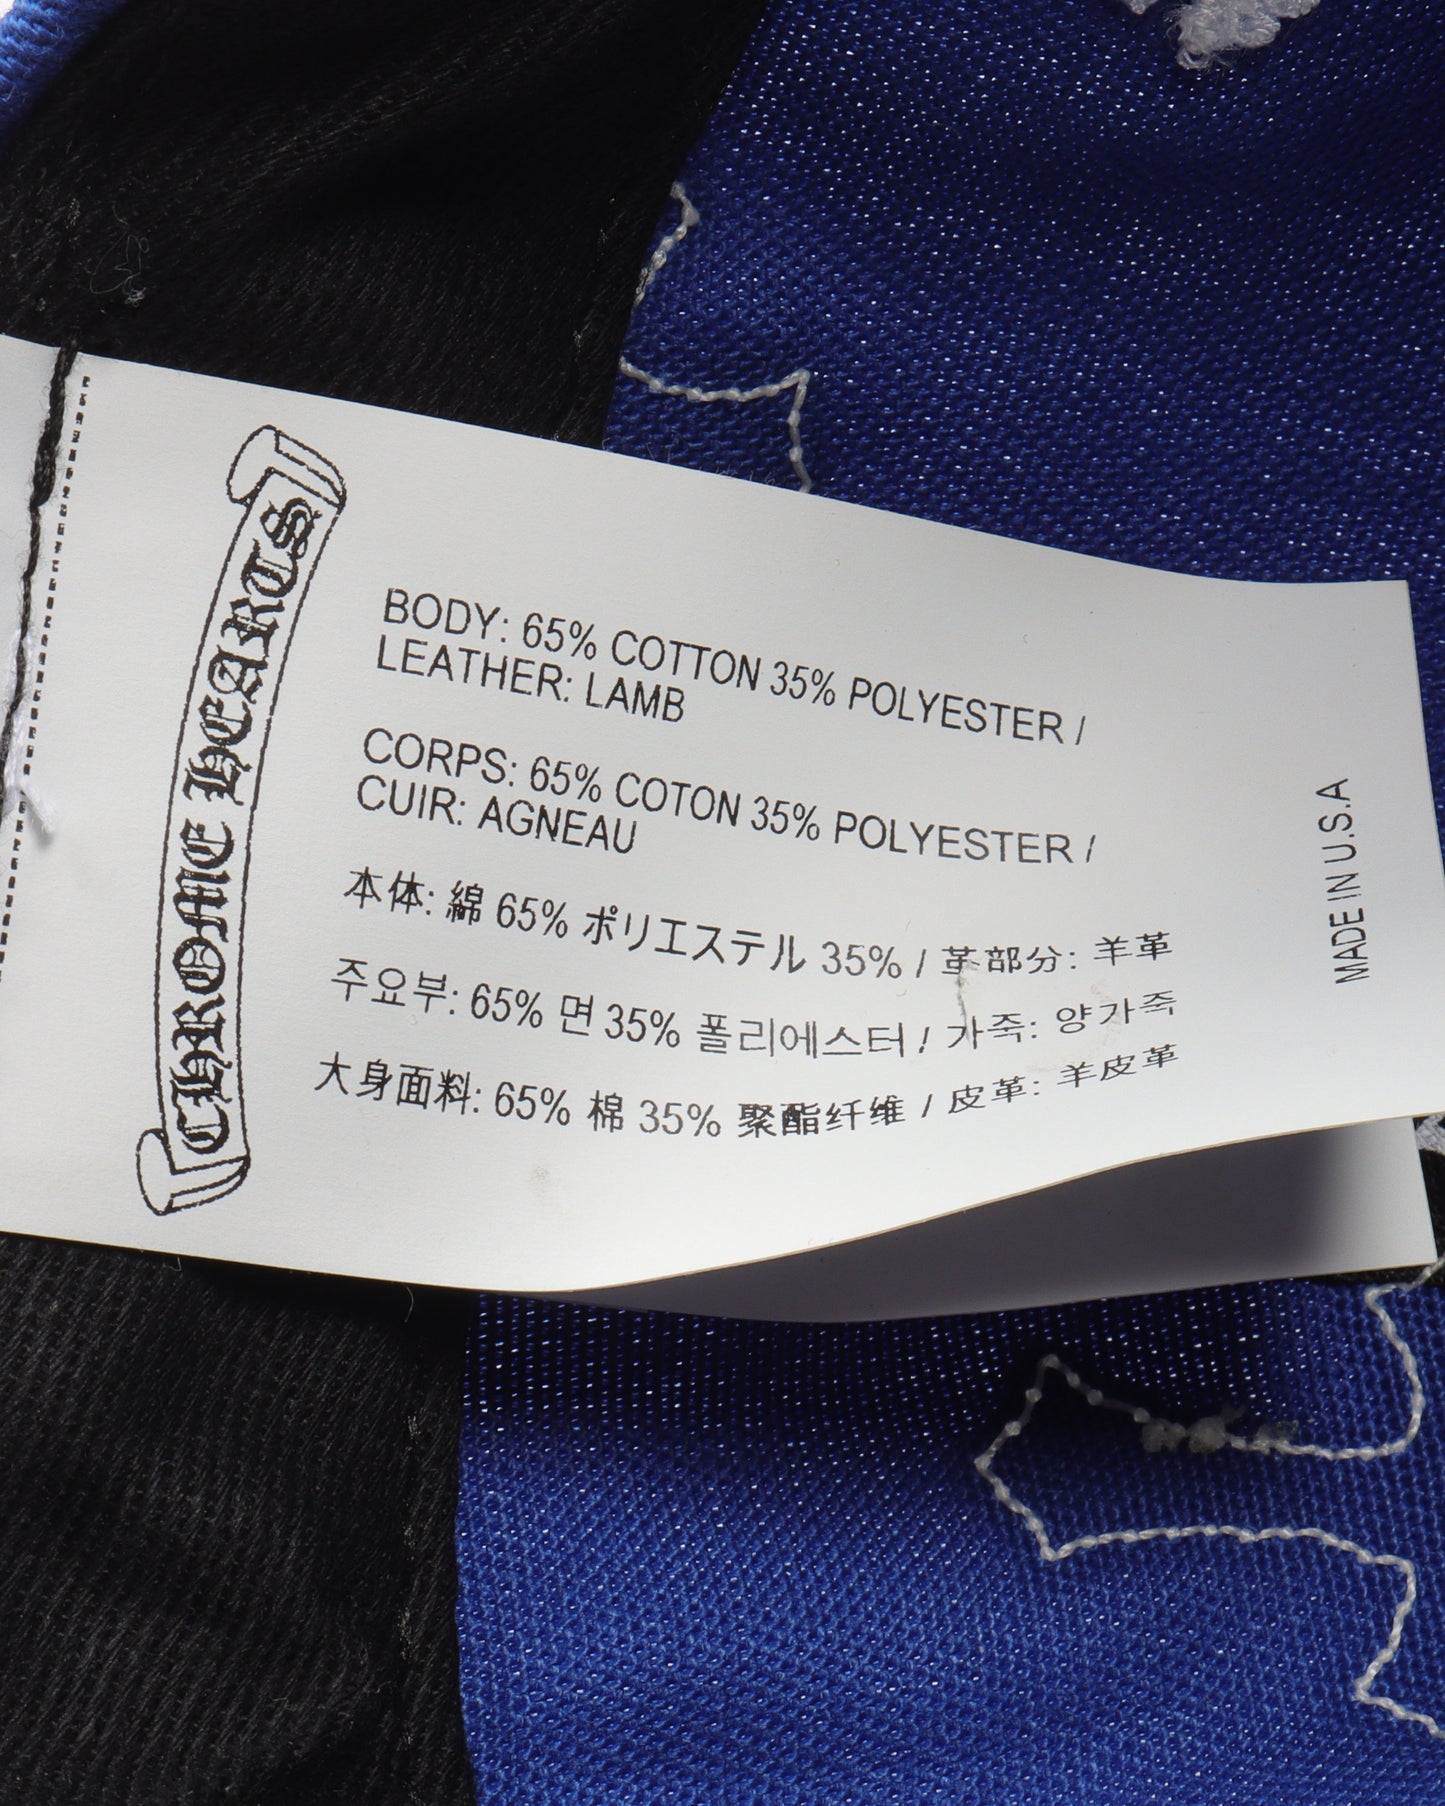 CHROME HEARTS
BODY: 65% COTTON 35% POLYESTER /
LEATHER: LAMB
CORPS: 65% COTON 35% POLYESTER /
CUIR: AGNEAU
本体: 綿 65% ポリエステル 35% / 革部分: 羊革
주요부: 65% 면 35% 폴리에스터 / 가죽: 양가죽
大身面料: 65% 棉 35% 聚酯纤维 / 皮革: 羊皮革
MADE IN U.S.A